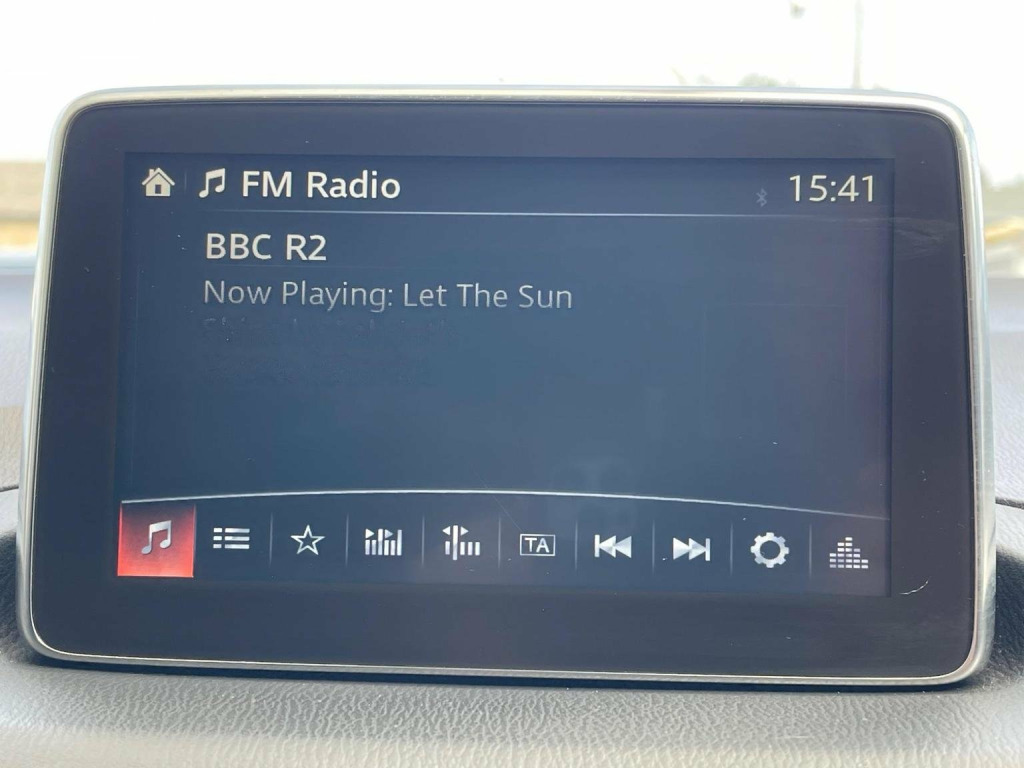 FM Radio
15:41
BBC R2
Now Playing: Let The Sun
TA